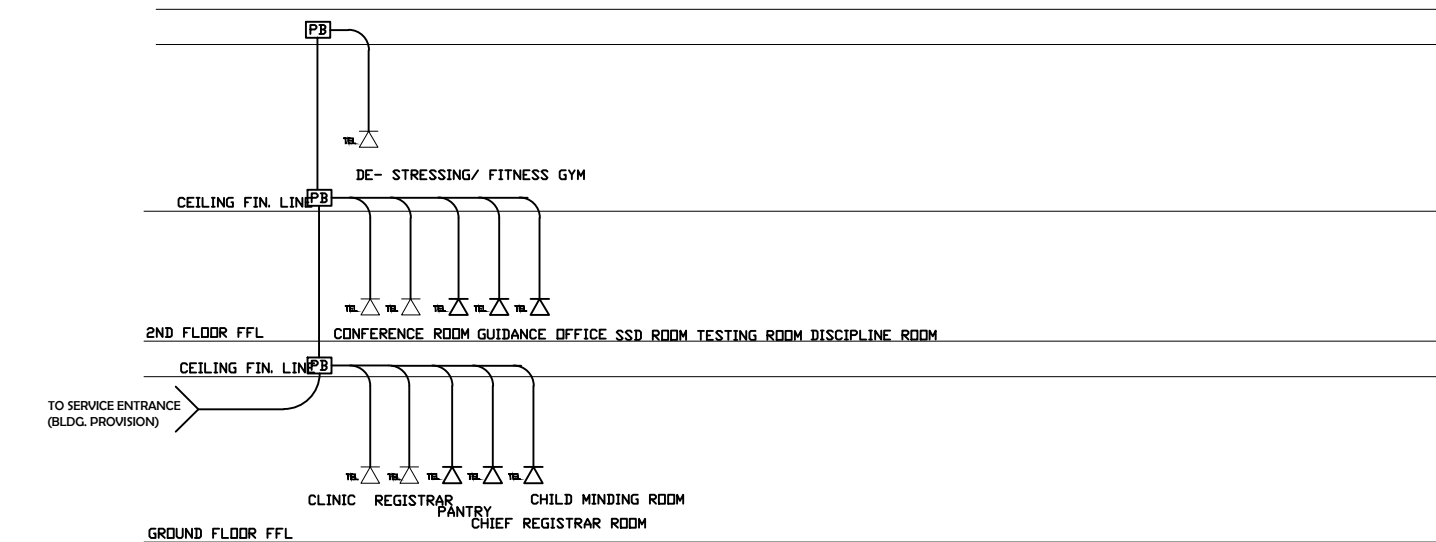 PB
TEL
DE- STRESSING/ FITNESS GYM
CEILING FIN. LINE
PB
TEL TEL TEL TEL TEL
2ND FLOOR FFL
CONFERENCE ROOM GUIDANCE OFFICE SSD ROOM TESTING ROOM DISCIPLINE ROOM
CEILING FIN. LINE
PB
TO SERVICE ENTRANCE
(BLDG. PROVISION)
TEL TEL TEL TEL TEL
CLINIC REGISTRAR CHILD MINDING ROOM
PANTRY
CHIEF REGISTRAR ROOM
GROUND FLOOR FFL